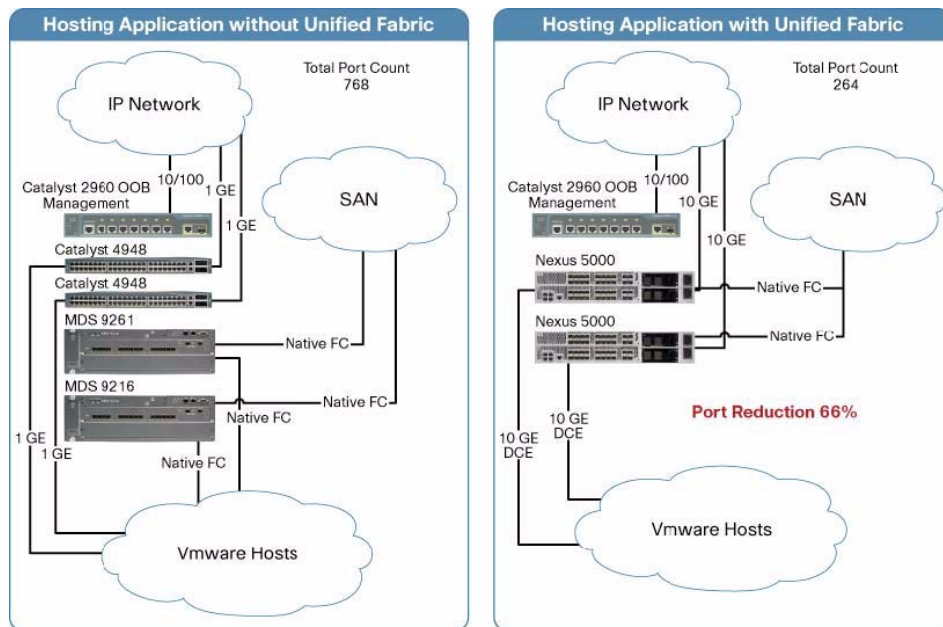 Hosting Application without Unified Fabric
Total Port Count
768
IP Network
10/100
1 GE
1 GE
SAN
Catalyst 2960 OOB
Management
Catalyst 4948
Catalyst 4948
MDS 9261
Native FC
MDS 9216
Native FC
Native FC
1 GE
1 GE
Native FC
Vmware Hosts
Hosting Application with Unified Fabric
Total Port Count
264
IP Network
10/100
10 GE
10 GE
SAN
Catalyst 2960 OOB
Management
Nexus 5000
Native FC
Nexus 5000
Native FC
Port Reduction 66%
10 GE
DCE
10 GE
DCE
Vmware Hosts